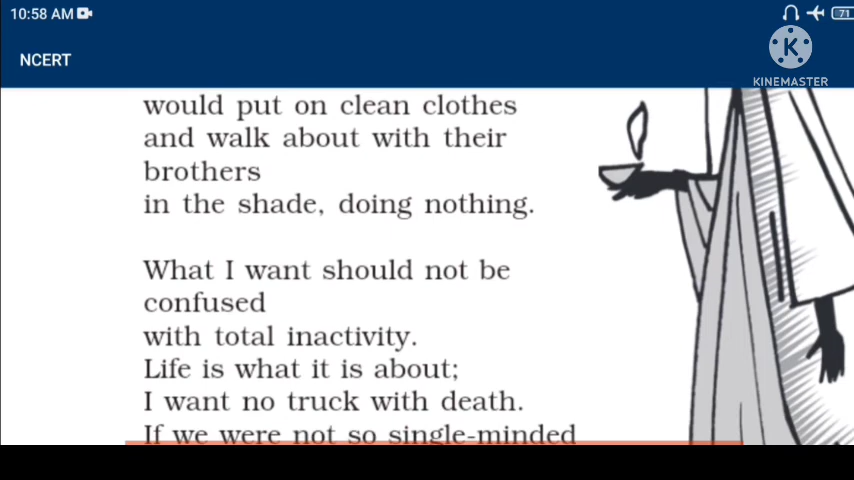 10:58 AM
71
NCERT
K
KINEMASTER
would put on clean clothes
and walk about with their
brothers
in the shade, doing nothing.
What I want should not be
confused
with total inactivity.
Life is what it is about;
I want no truck with death.
If we were not so single-minded